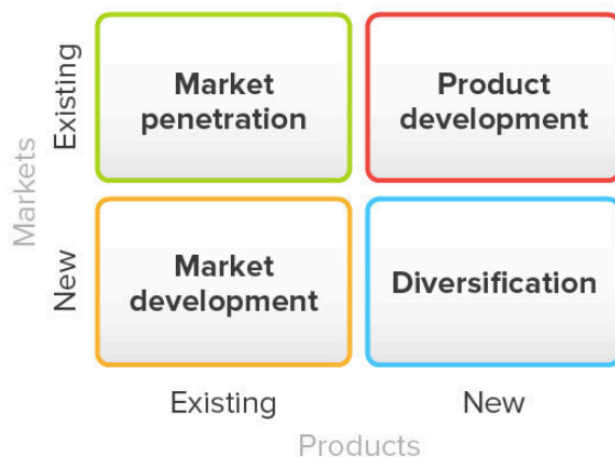 Markets
Existing
Market
penetration
Product
development
New
Market
development
Diversification
Existing
New
Products